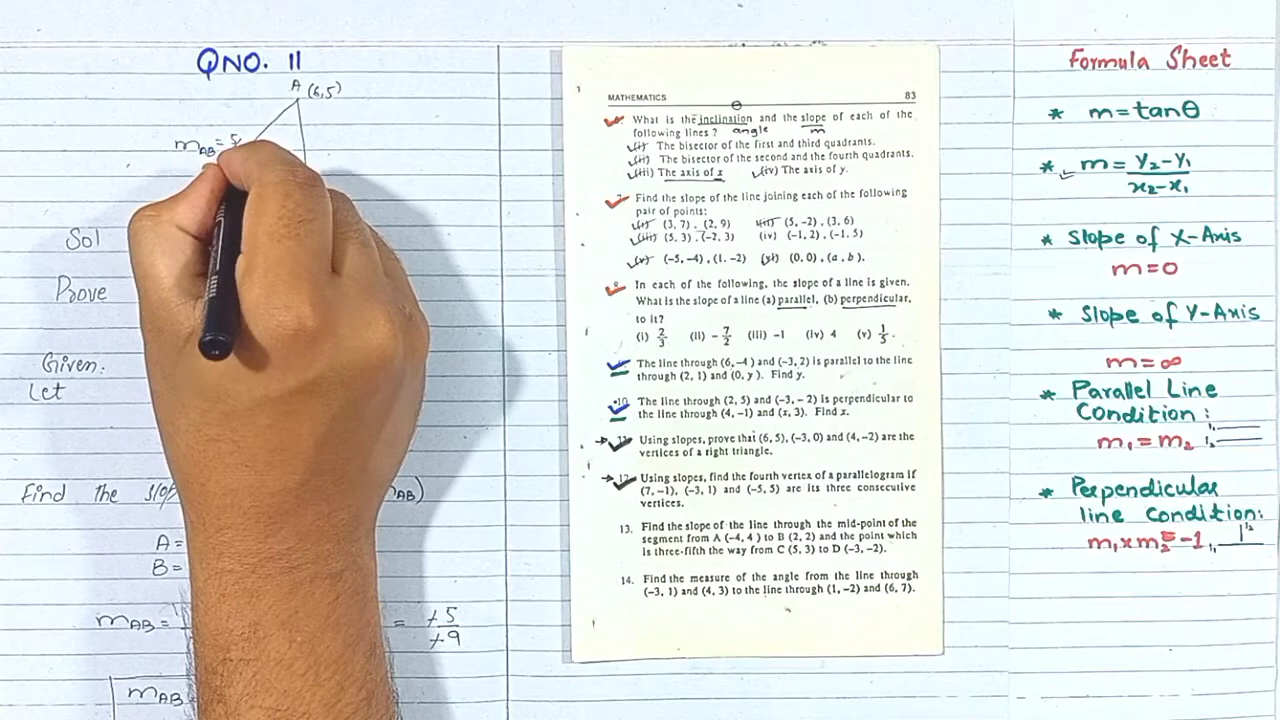 QNO. 11
A (6,5)
mAB = 5
Sol
Prove
Given.
Let
Find the slop
mAB)
A=
B=
mAB =
= +5/+9
mAB
1
MATHEMATICS 83
θ
6. What is the inclination and the slope of each of the
following lines ? angle m
(i) The bisector of the first and third quadrants.
(ii) The bisector of the second and the fourth quadrants.
(iii) The axis of x (iv) The axis of y.
7. Find the slope of the line joining each of the following
pair of points:
(i) (3, 7) , (2, 9) (ii) (5, -2) , (3, 6)
(iii) (5, 3) , (-2, 3) (iv) (-1, 2) , (-1, 5)
(v) (-5, -4) , (1, -2) (vi) (0, 0) , (a , b ).
8. In each of the following, the slope of a line is given.
What is the slope of a line (a) parallel, (b) perpendicular,
to it?
(i) 2/3 (ii) - 7/2 (iii) -1 (iv) 4 (v) 1/5 .
The line through (6, -4) and (-3, 2) is parallel to the line
through (2, 1) and (0, y ). Find y.
10 The line through (2, 5) and (-3, - 2) is perpendicular to
the line through (4, -1) and (x, 3). Find x.
11. Using slopes, prove that (6, 5), (-3, 0) and (4, -2) are the
vertices of a right triangle.
12. Using slopes, find the fourth vertex of a parallelogram if
(7, -1), (-3, 1) and (-5, 5) are its three consecutive
vertices.
13. Find the slope of the line through the mid-point of the
segment from A (-4, 4 ) to B (2, 2) and the point which
is three-fifth the way from C (5, 3) to D (-3, -2).
14. Find the measure of the angle from the line through
(-3, 1) and (4, 3) to the line through (1, -2) and (6, 7).
Formula Sheet
* m = tanθ
* m = y₂-y₁/x₂-x₁
* Slope of X-Axis
m = 0
* Slope of Y-Axis
m = ∞
* Parallel Line
Condition :
m₁ = m₂ l₁ l₂
* Perpendicular
line Condition:
m₁ x m₂ = -1 l₁ l₂